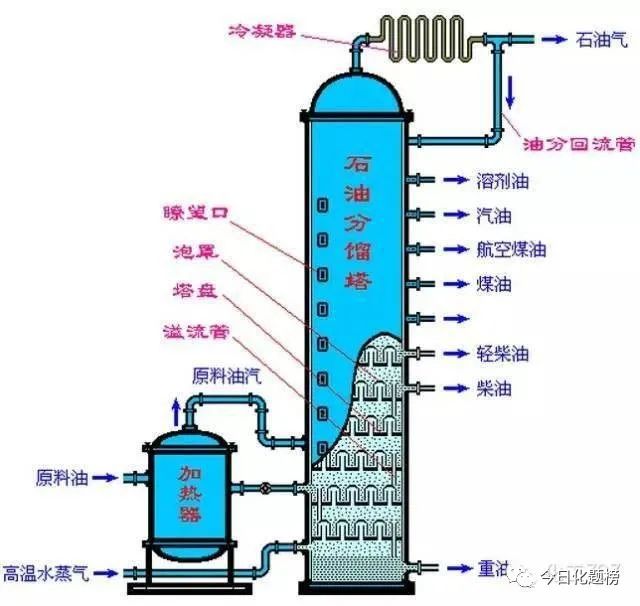 冷凝器
石油气
油分回流管
石油分馏塔
溶剂油
瞭望口
汽油
泡罩
航空煤油
塔盘
煤油
溢流管
轻柴油
原料油汽
柴油
原料油
加热器
高温水蒸气
重油
今日化题榜